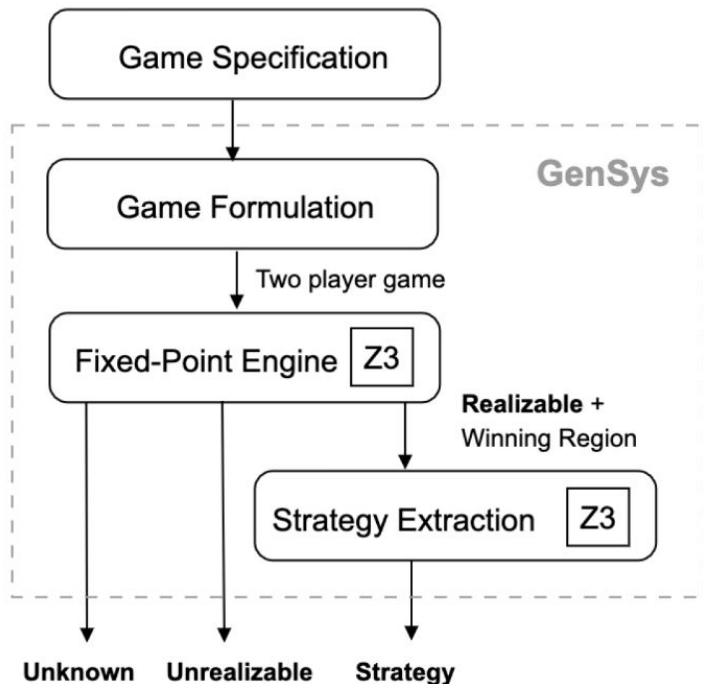 Game Specification
GenSys
Game Formulation
Two player game
Fixed-Point Engine Z3
Realizable +
Winning Region
Strategy Extraction Z3
Unknown Unrealizable Strategy